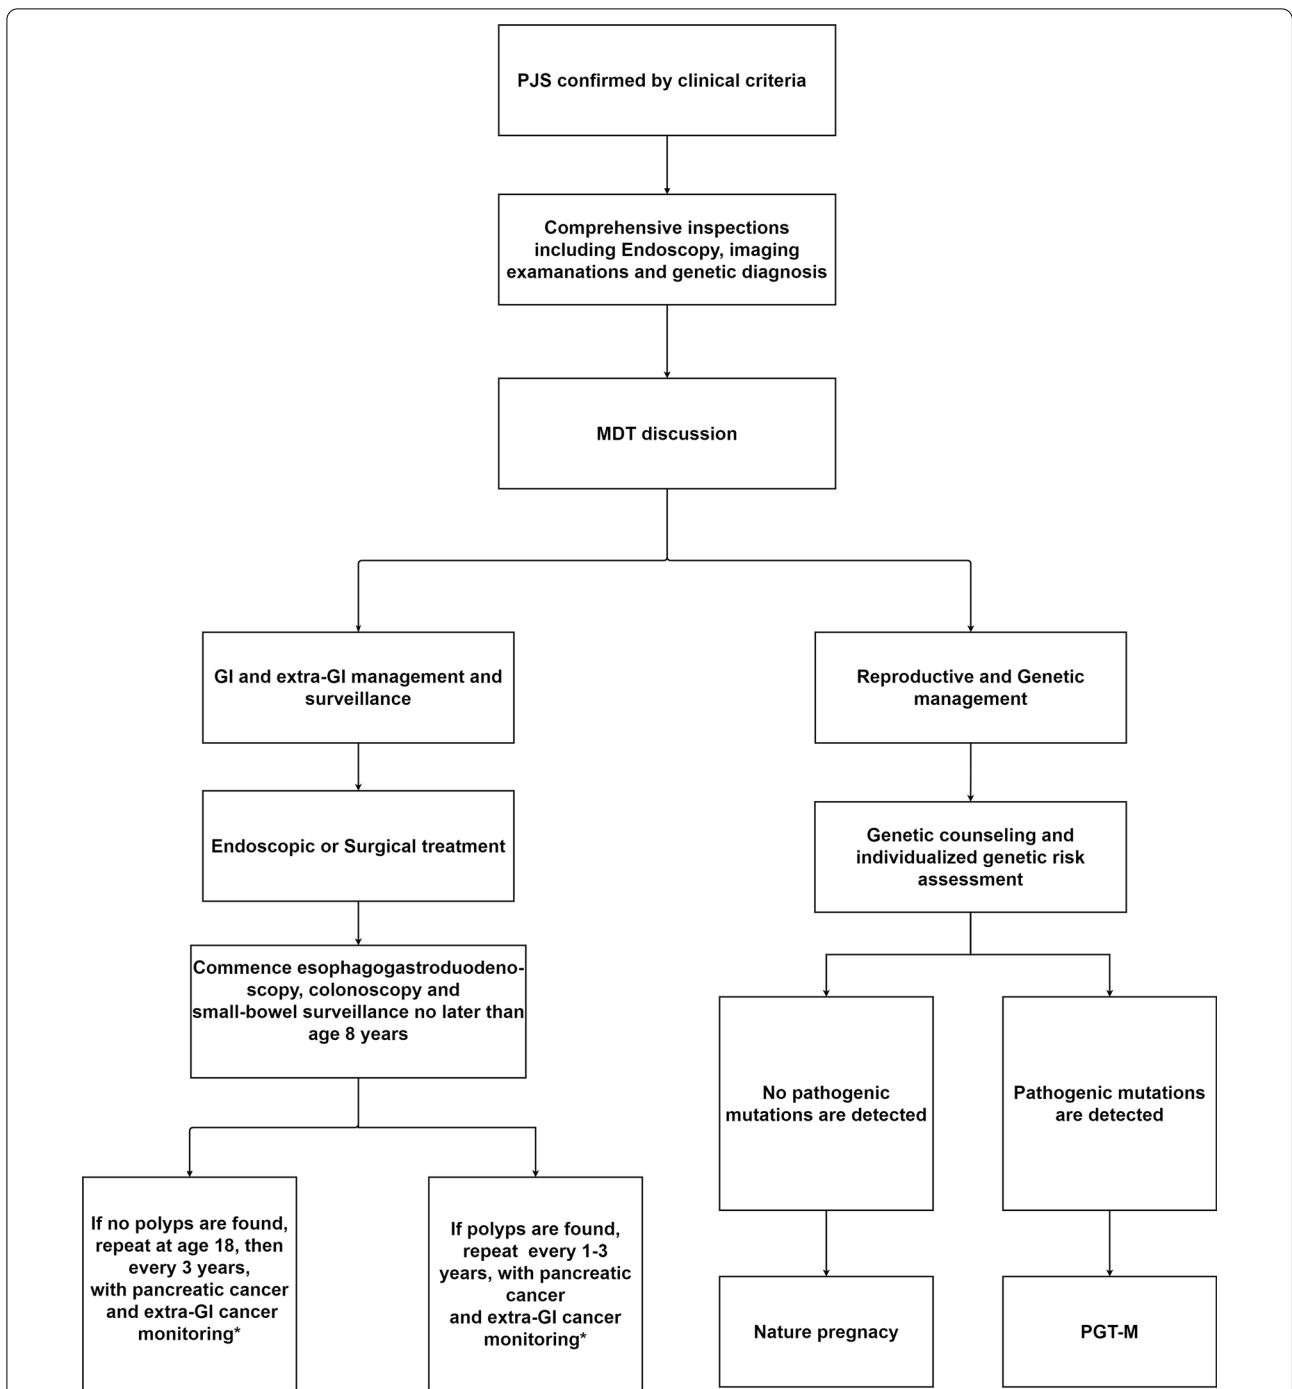 PJS confirmed by clinical criteria
Comprehensive inspections
including Endoscopy, imaging
examanations and genetic diagnosis
MDT discussion
GI and extra-GI management and
surveillance
Endoscopic or Surgical treatment
Commence esophagogastroduodeno-
scopy, colonoscopy and
small-bowel surveillance no later than
age 8 years
If no polyps are found,
repeat at age 18, then
every 3 years,
with pancreatic cancer
and extra-GI cancer
monitoring*
If polyps are found,
repeat every 1-3
years, with pancreatic
cancer
and extra-GI cancer
monitoring*
Reproductive and Genetic
management
Genetic counseling and
individualized genetic risk
assessment
No pathogenic
mutations are detected
Nature pregnancy
Pathogenic mutations
are detected
PGT-M